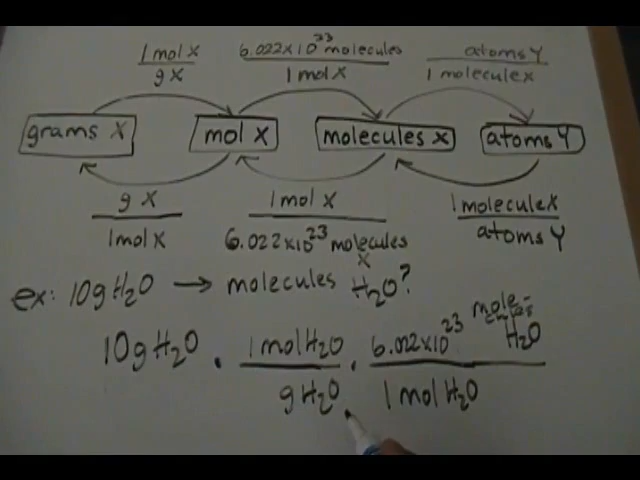 1 mol X 6.022x10^23 molecules atoms Y
g X 1 mol X 1 molecule X
grams X mol X molecules X atoms Y
g X 1 mol X 1 molecule X
1 mol X 6.022x10^23 molecules X atoms Y
ex: 10g H₂O → molecules H₂O?
10g H₂O · 1 mol H₂O · 6.022x10^23 mole-cules H₂O
g H₂O 1 mol H₂O